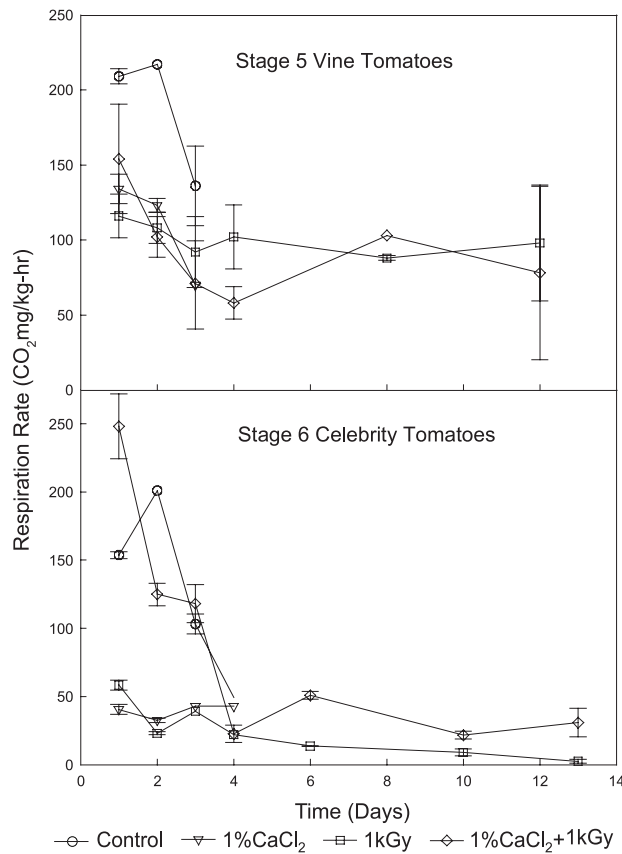 250
Stage 5 Vine Tomatoes
200
150
100
50
0
Respiration Rate (CO₂mg/kg-hr)
250
Stage 6 Celebrity Tomatoes
200
150
100
50
0
0 2 4 6 8 10 12 14
Time (Days)
Control 1%CaCl₂ 1kGy 1%CaCl₂+1kGy